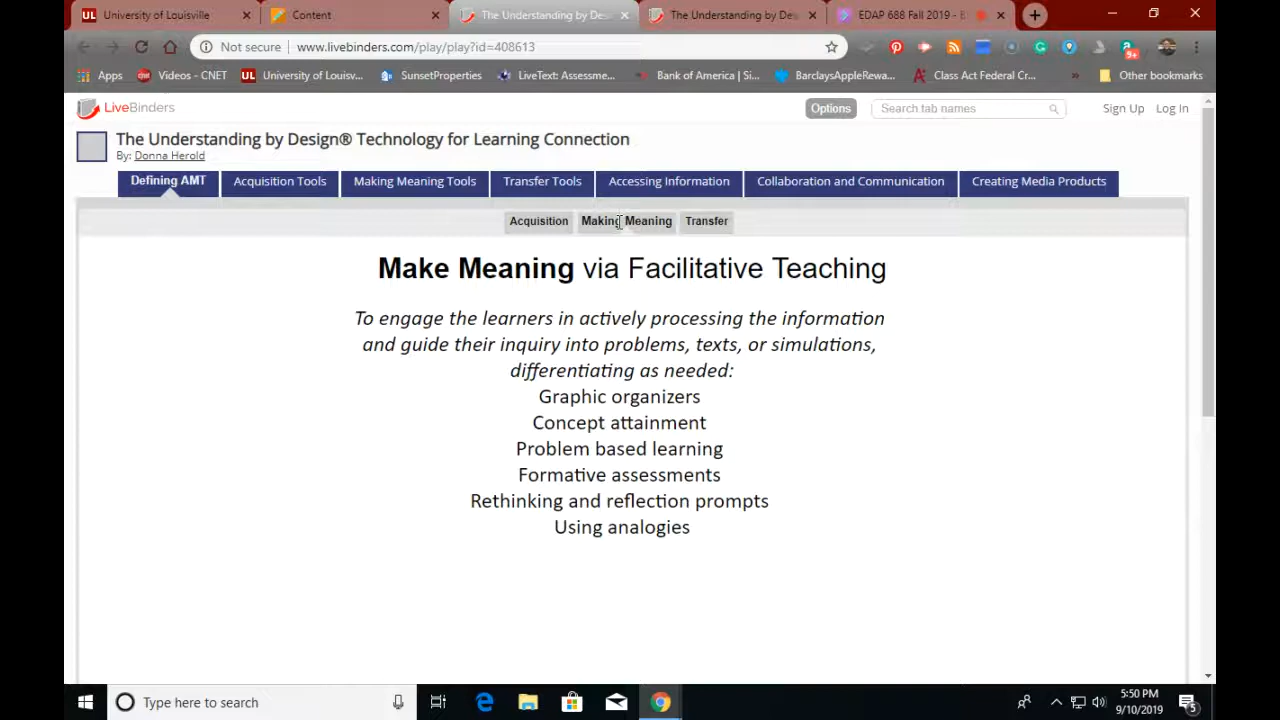 University of Louisville
Content
The Understanding by Des
The Understanding by Des
EDAP 688 Fall 2019 - B
Not secure
www.livebinders.com/play/play?id=408613
9+
Apps
Videos - CNET
University of Louisv...
SunsetProperties
LiveText: Assessme...
Bank of America | Si...
BarclaysAppleRewa...
Class Act Federal Cr...
»
Other bookmarks
LiveBinders
Options
Search tab names
Sign Up
Log In
The Understanding by Design® Technology for Learning Connection
By: Donna Herold
Defining AMT
Acquisition Tools
Making Meaning Tools
Transfer Tools
Accessing Information
Collaboration and Communication
Creating Media Products
Acquisition
Making Meaning
Transfer
Make Meaning via Facilitative Teaching
To engage the learners in actively processing the information
and guide their inquiry into problems, texts, or simulations,
differentiating as needed:
Graphic organizers
Concept attainment
Problem based learning
Formative assessments
Rethinking and reflection prompts
Using analogies
Type here to search
5:50 PM
9/10/2019
5